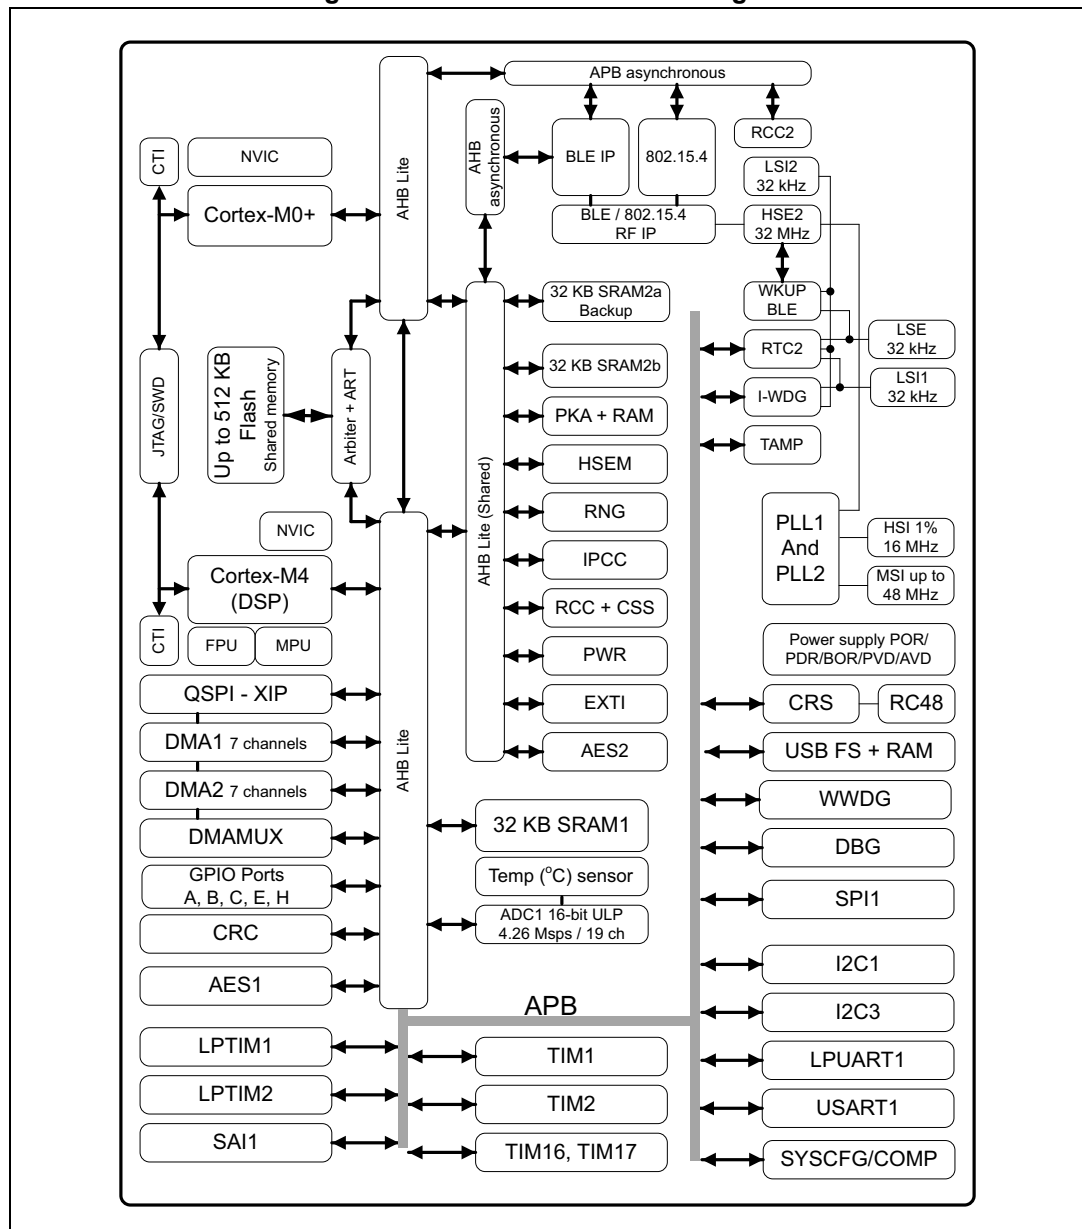 APB asynchronous
AHB Lite
AHB
asynchronous
BLE IP
802.15.4
RCC2
CTI
NVIC
Cortex-M0+
LSI2
32 kHz
BLE / 802.15.4
RF IP
HSE2
32 MHz
32 KB SRAM2a
Backup
WKUP
BLE
LSE
32 kHz
RTC2
LSI1
32 kHz
I-WDG
TAMP
JTAG/SWD
Up to 512 KB
Flash
Shared memory
Arbiter + ART
AHB Lite (Shared)
32 KB SRAM2b
PKA + RAM
HSEM
RNG
IPCC
RCC + CSS
PWR
EXTI
AES2
PLL1
And
PLL2
HSI 1%
16 MHz
MSI up to
48 MHz
NVIC
Cortex-M4
(DSP)
CTI
FPU
MPU
Power supply POR/
PDR/BOR/PVD/AVD
QSPI - XIP
DMA1 7 channels
DMA2 7 channels
DMAMUX
GPIO Ports
A, B, C, E, H
CRC
AES1
AHB Lite
32 KB SRAM1
Temp (oC) sensor
ADC1 16-bit ULP
4.26 Msps / 19 ch
CRS
RC48
USB FS + RAM
WWDG
DBG
SPI1
I2C1
I2C3
LPUART1
USART1
SYSCFG/COMP
APB
LPTIM1
LPTIM2
SAI1
TIM1
TIM2
TIM16, TIM17